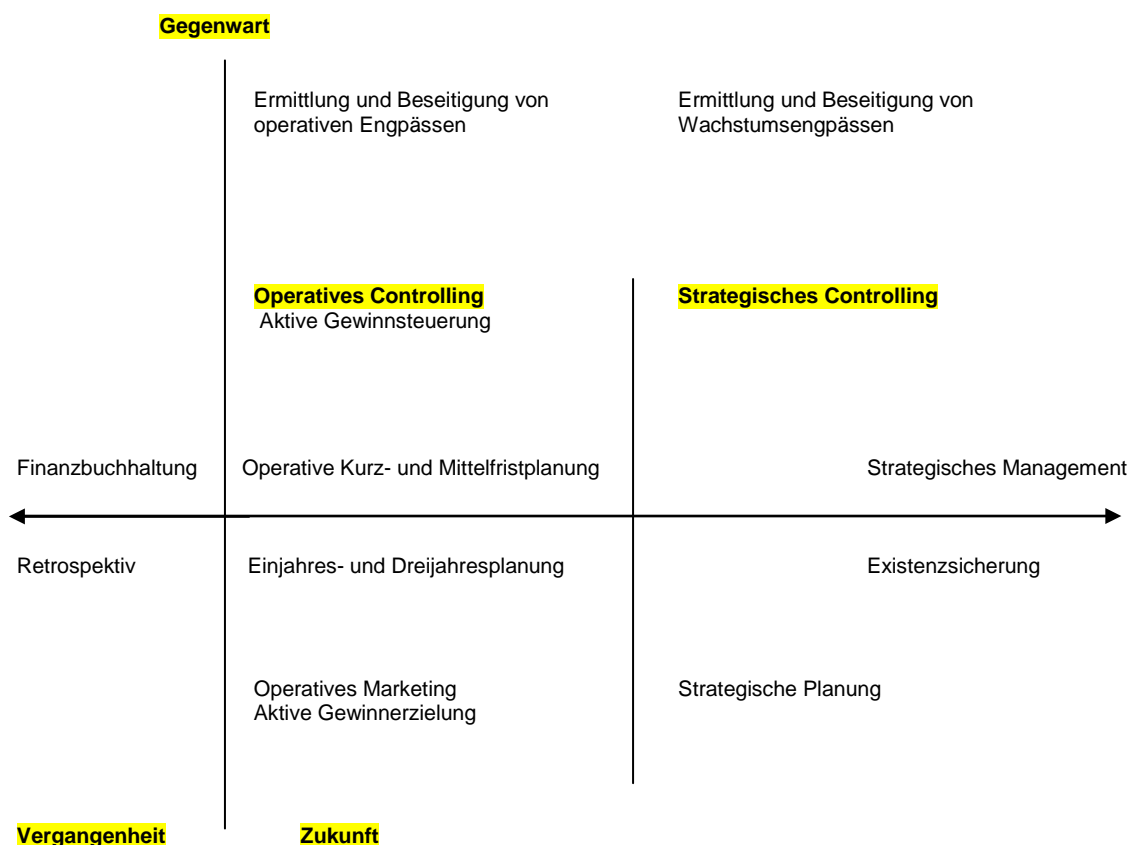 Gegenwart
Ermittlung und Beseitigung von
operativen Engpässen
Ermittlung und Beseitigung von
Wachstumsengpässen
Operatives Controlling
Aktive Gewinnsteuerung
Strategisches Controlling
Finanzbuchhaltung
Operative Kurz- und Mittelfristplanung
Strategisches Management
Retrospektiv
Einjahres- und Dreijahresplanung
Existenzsicherung
Operatives Marketing
Aktive Gewinnerzielung
Strategische Planung
Vergangenheit
Zukunft